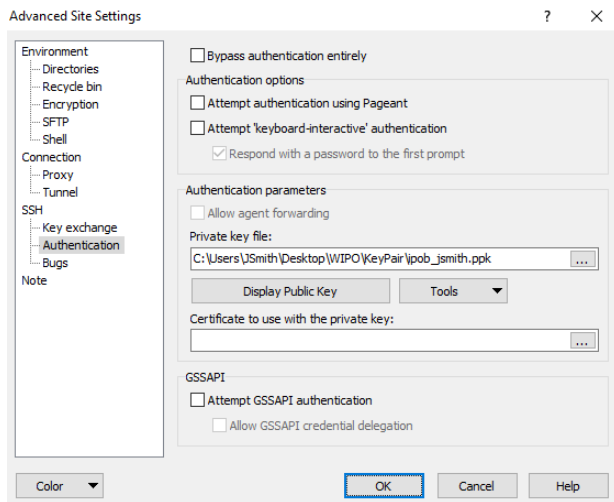 Advanced Site Settings
?
Environment
Directories
Recycle bin
Encryption
SFTP
Shell
Connection
Proxy
Tunnel
SSH
Key exchange
Authentication
Bugs
Note
Bypass authentication entirely
Authentication options
Attempt authentication using Pageant
Attempt 'keyboard-interactive' authentication
Respond with a password to the first prompt
Authentication parameters
Allow agent forwarding
Private key file:
C:\Users\JSmith\Desktop\WIPO\KeyPair\ipob_jsmith.ppk
...
Display Public Key
Tools
Certificate to use with the private key:
...
GSSAPI
Attempt GSSAPI authentication
Allow GSSAPI credential delegation
Color
OK
Cancel
Help